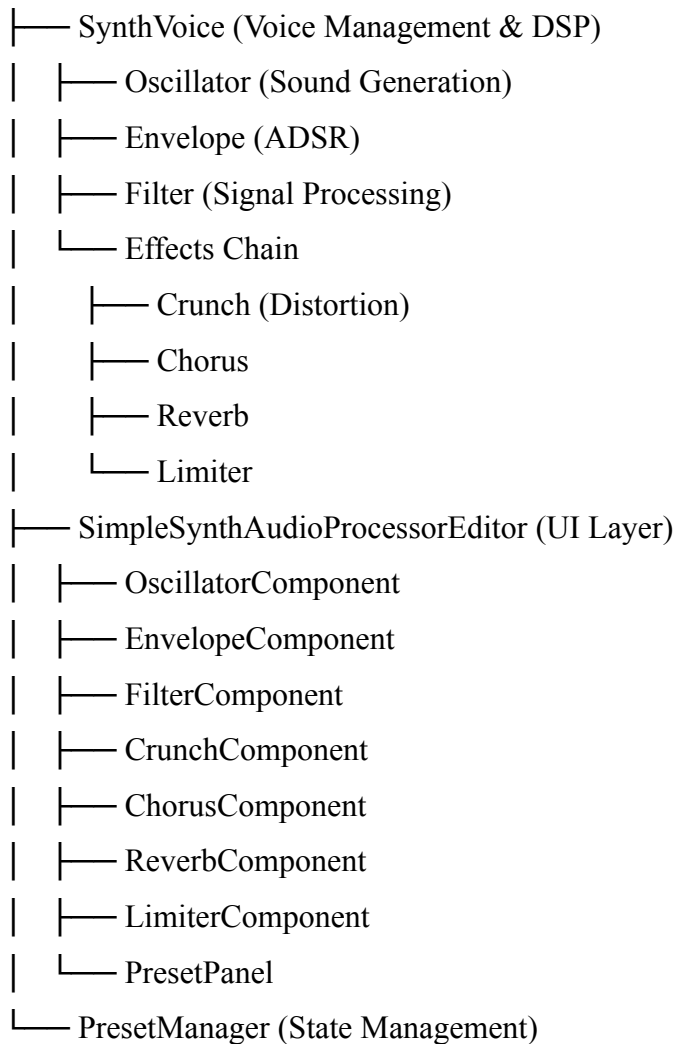 ├── SynthVoice (Voice Management & DSP)
│ ├── Oscillator (Sound Generation)
│ ├── Envelope (ADSR)
│ ├── Filter (Signal Processing)
│ └── Effects Chain
│ ├── Crunch (Distortion)
│ ├── Chorus
│ ├── Reverb
│ └── Limiter
├── SimpleSynthAudioProcessorEditor (UI Layer)
│ ├── OscillatorComponent
│ ├── EnvelopeComponent
│ ├── FilterComponent
│ ├── CrunchComponent
│ ├── ChorusComponent
│ ├── ReverbComponent
│ ├── LimiterComponent
│ └── PresetPanel
└── PresetManager (State Management)